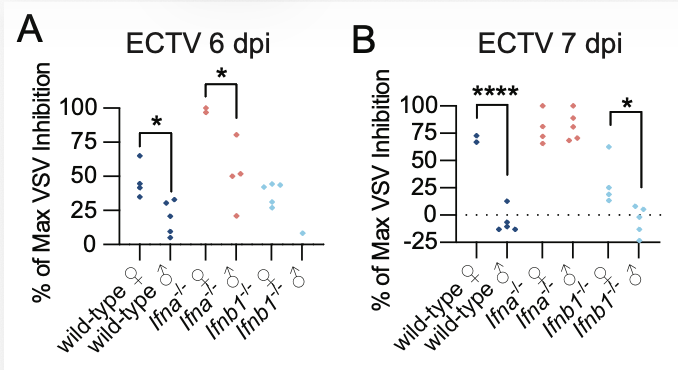 A
ECTV 6 dpi
% of Max VSV Inhibition
100
75
50
25
0
*
*
wild-type ♀
wild-type ♂
Ifna-/- ♀
Ifna-/- ♂
Ifnb1-/- ♀
Ifnb1-/- ♂
B
ECTV 7 dpi
% of Max VSV Inhibition
100
75
50
25
0
-25
****
*
wild-type ♀
wild-type ♂
Ifna-/- ♀
Ifna-/- ♂
Ifnb1-/- ♀
Ifnb1-/- ♂